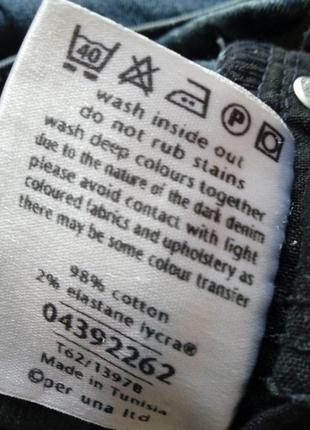 40 P
wash inside out
do not rub stains
wash deep colours together
due to the nature of the dark denim
please avoid contact with light
coloured fabrics and upholstery as
there may be some colour transfer
98% cotton
2% elastane lycra®
04392262
T62/1397B
Made in Tunisia
©per una ltd